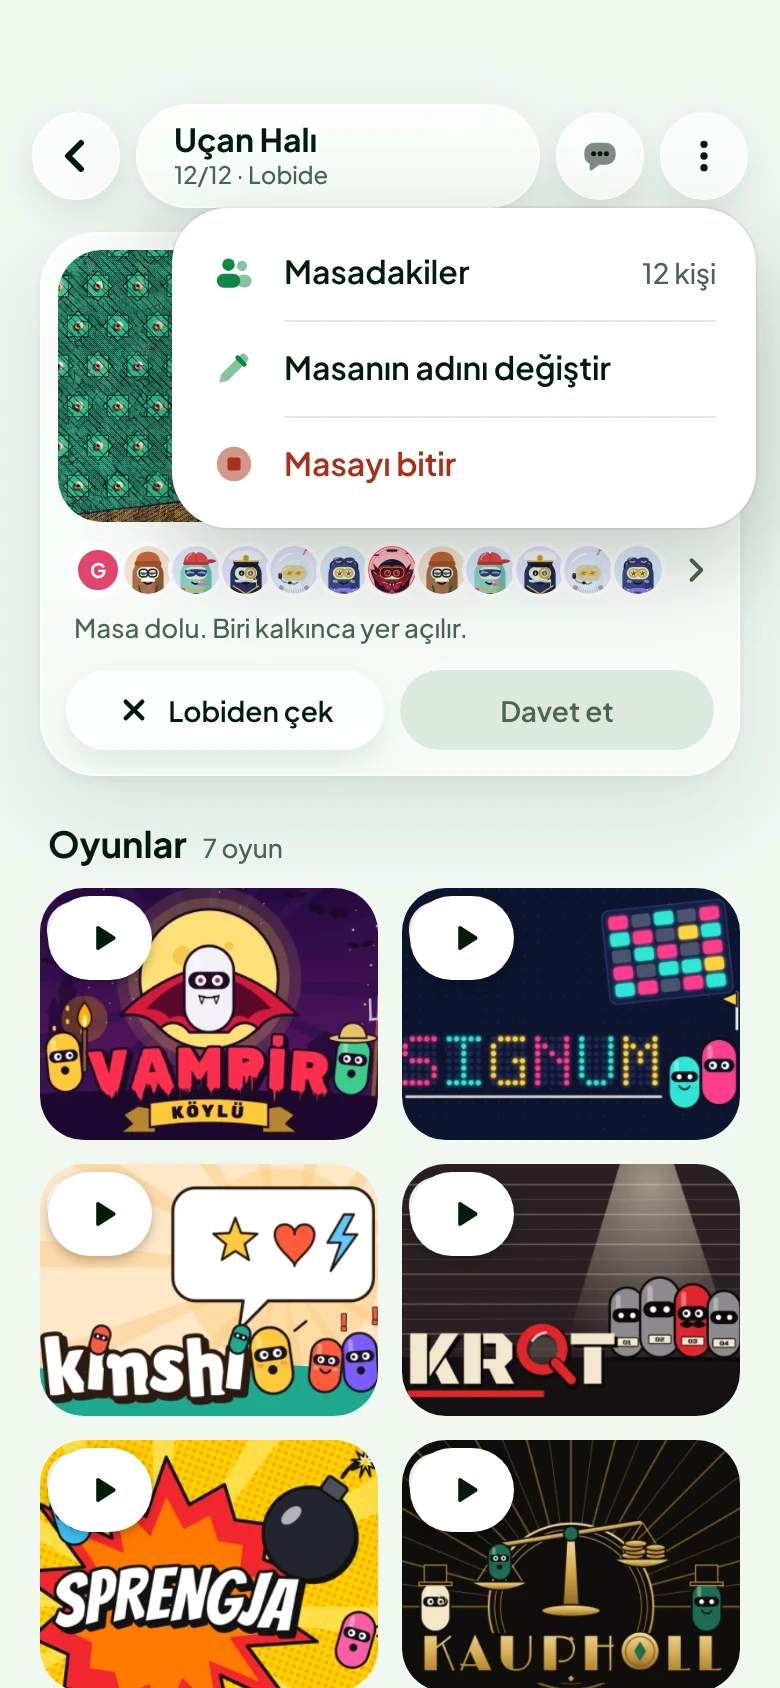 Uçan Halı
12/12 · Lobide
Masadakiler 12 kişi
Masanın adını değiştir
Masayı bitir
G
Masa dolu. Biri kalkınca yer açılır.
Lobiden çek Davet et
Oyunlar 7 oyun
VAMPİR
KÖYLÜ
SIGNUM
kinshi
KRQT
01 02 03 04
SPRENGJA
KAUPHOLL